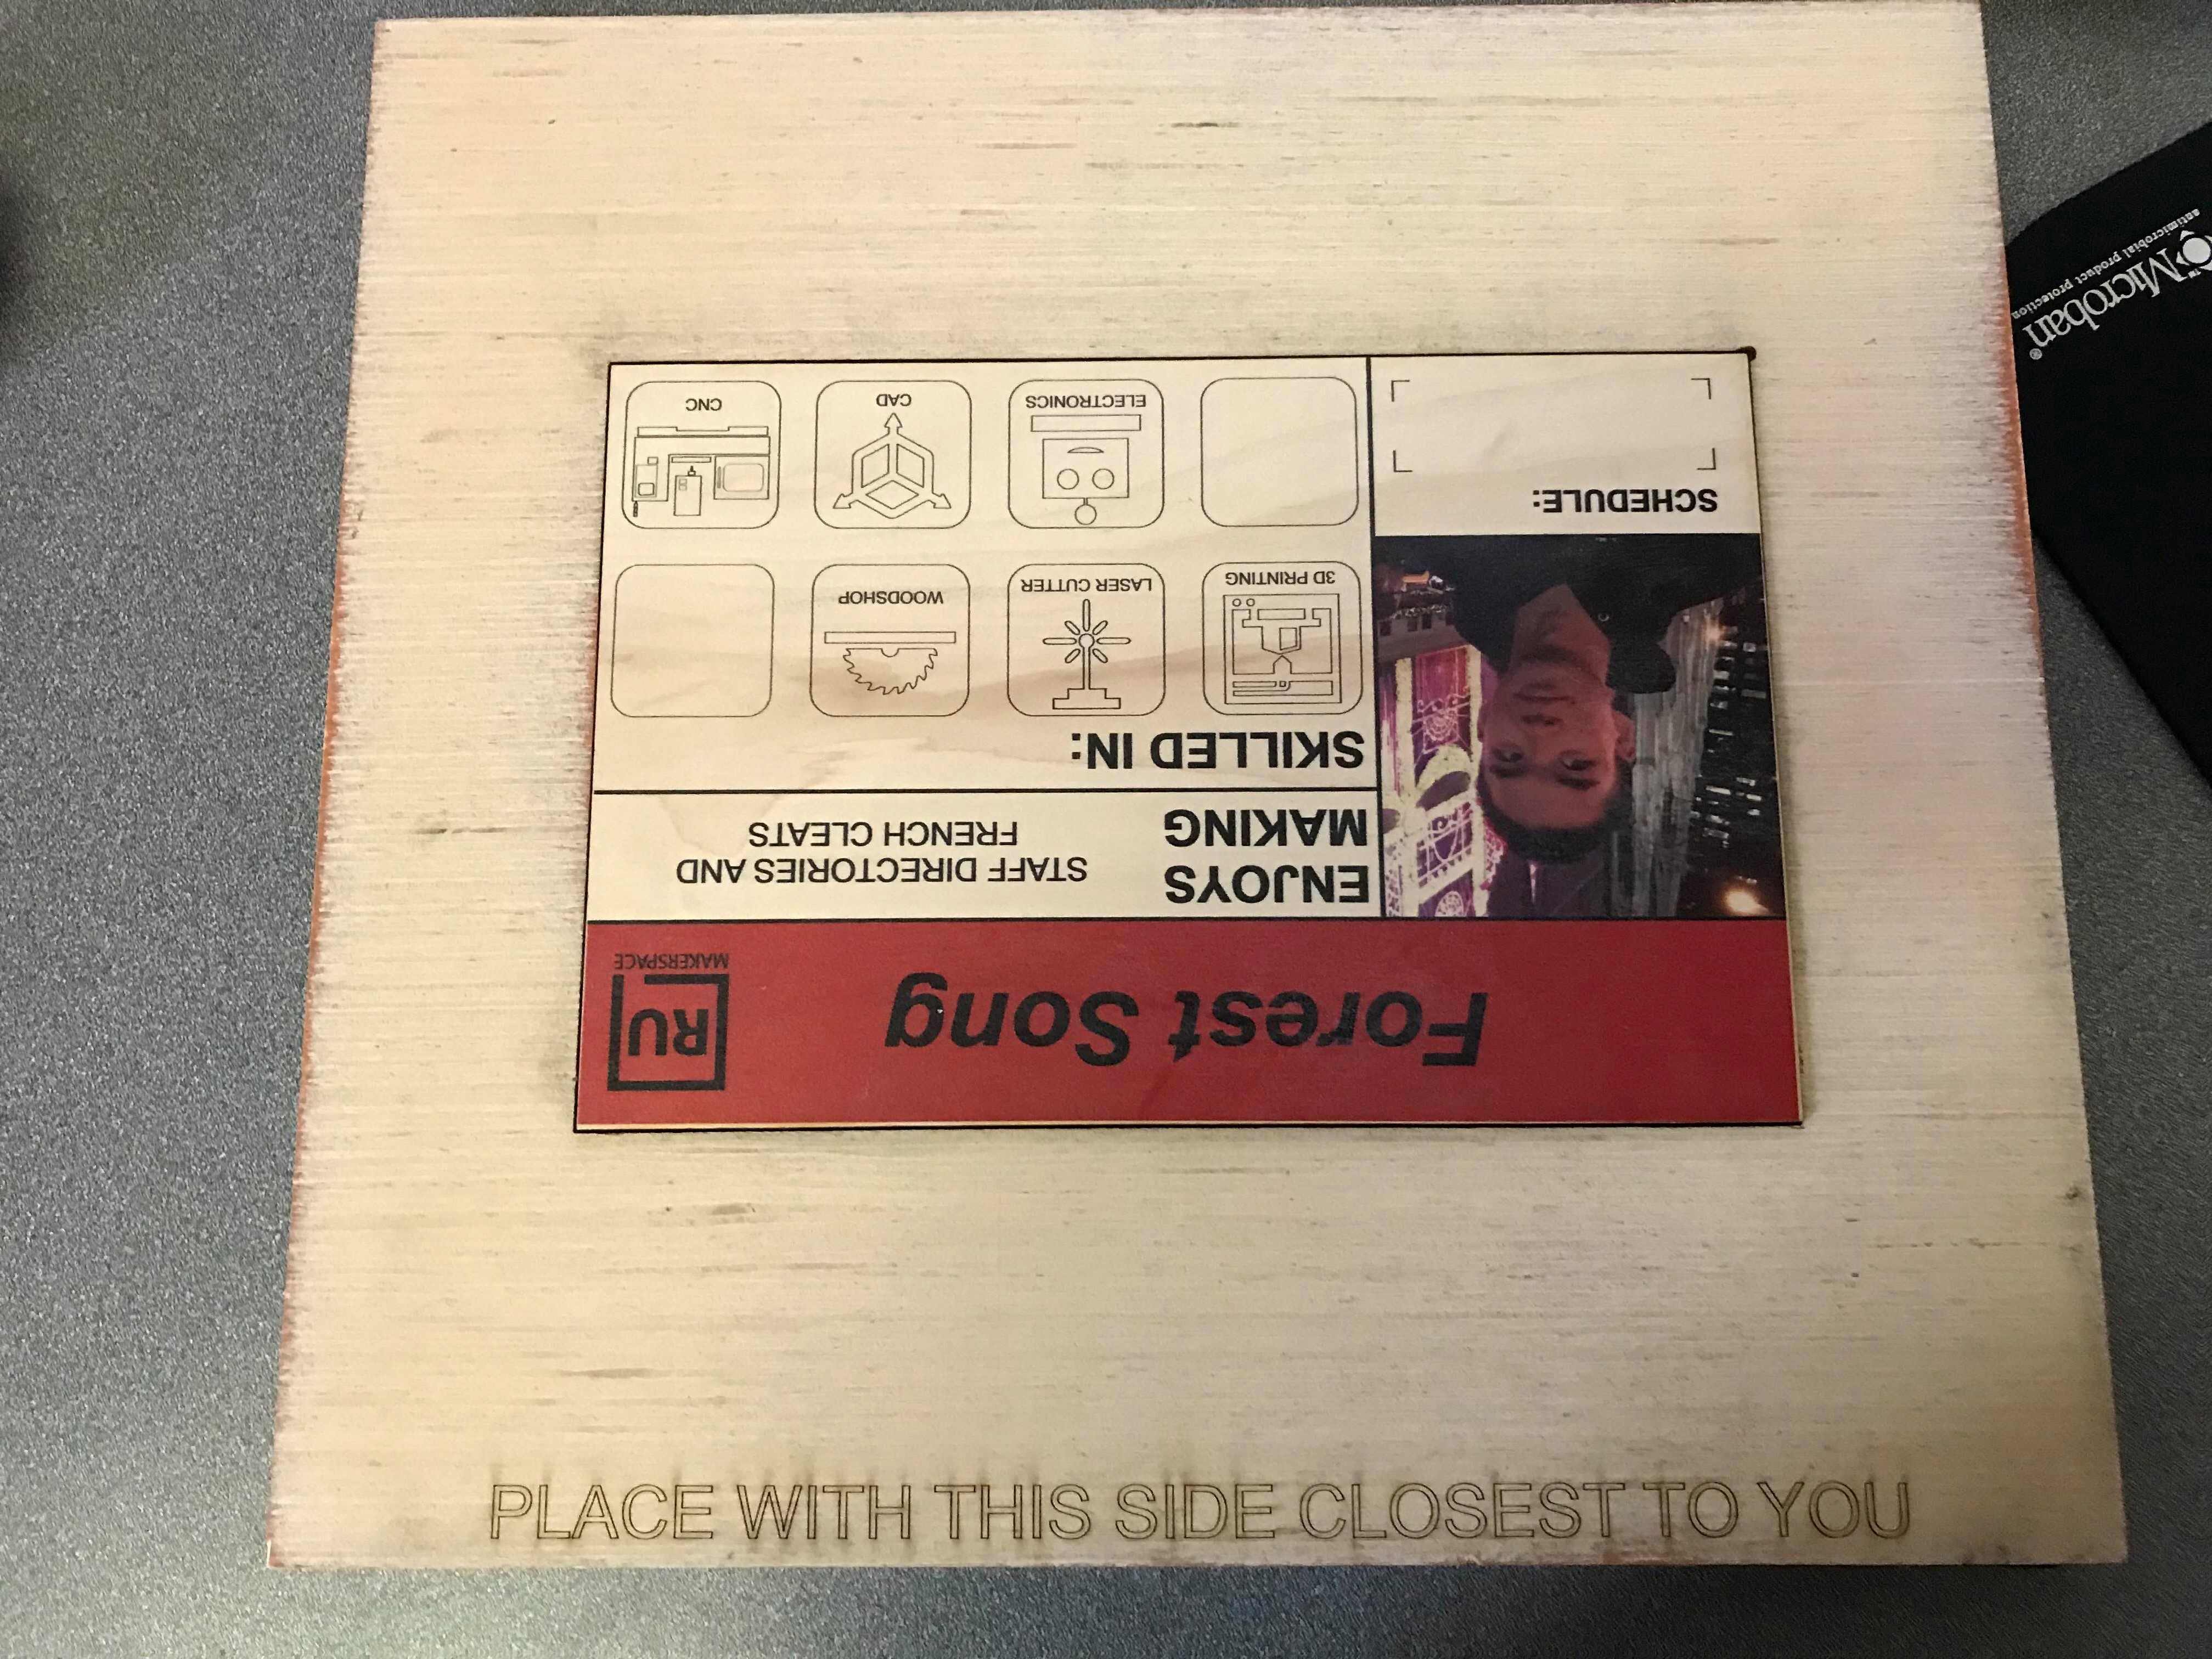 Forest Song
RU
MAKERSPACE
ENJOYS
MAKING
STAFF DIRECTORIES AND
FRENCH CLEATS
SKILLED IN:
3D PRINTING
LASER CUTTER
WOODSHOP
ELECTRONICS
CAD
CNC
SCHEDULE:
PLACE WITH THIS SIDE CLOSEST TO YOU
Microban®
antimicrobial product protection